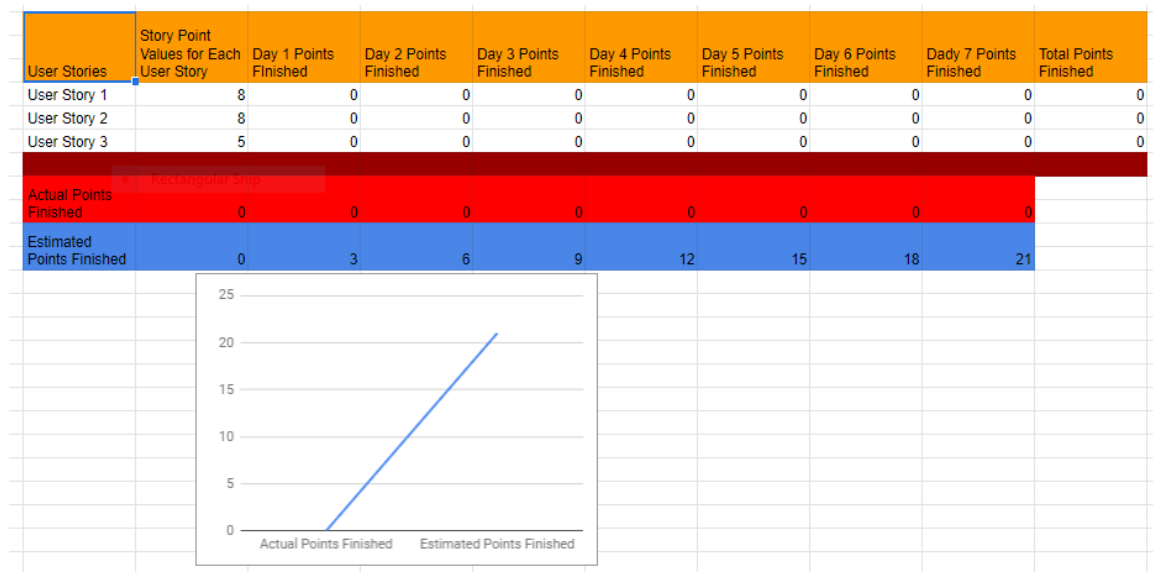 User Stories
Story Point
Values for Each
User Story
Day 1 Points
FInished
Day 2 Points
Finished
Day 3 Points
Finished
Day 4 Points
Finished
Day 5 Points
Finished
Day 6 Points
Finished
Dady 7 Points
Finished
Total Points
Finished
User Story 1 8 0 0 0 0 0 0 0 0
User Story 2 8 0 0 0 0 0 0 0 0
User Story 3 5 0 0 0 0 0 0 0 0
Rectangular Snip
Actual Points
Finished 0 0 0 0 0 0 0 0
Estimated
Points Finished 0 3 6 9 12 15 18 21
25
20
15
10
5
0
Actual Points Finished Estimated Points Finished